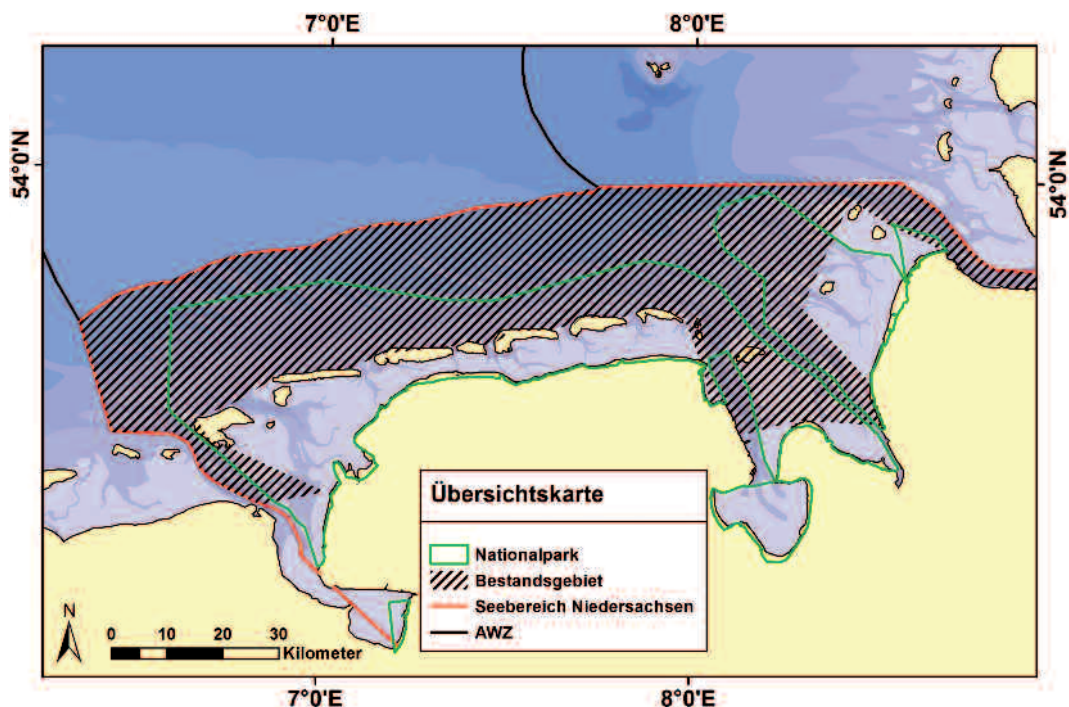 7°0'E 8°0'E
54°0'N
54°0'N
Übersichtskarte
Nationalpark
Bestandsgebiet
Seebereich Niedersachsen
AWZ
N
0 10 20 30
Kilometer
7°0'E 8°0'E